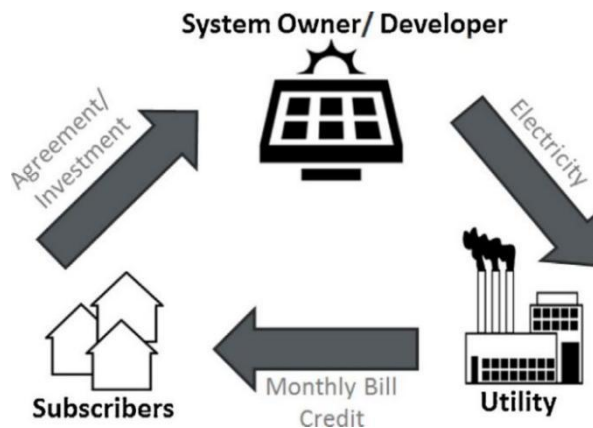 System Owner/ Developer
Agreement/
Investment
Electricity
Subscribers
Monthly Bill
Credit
Utility